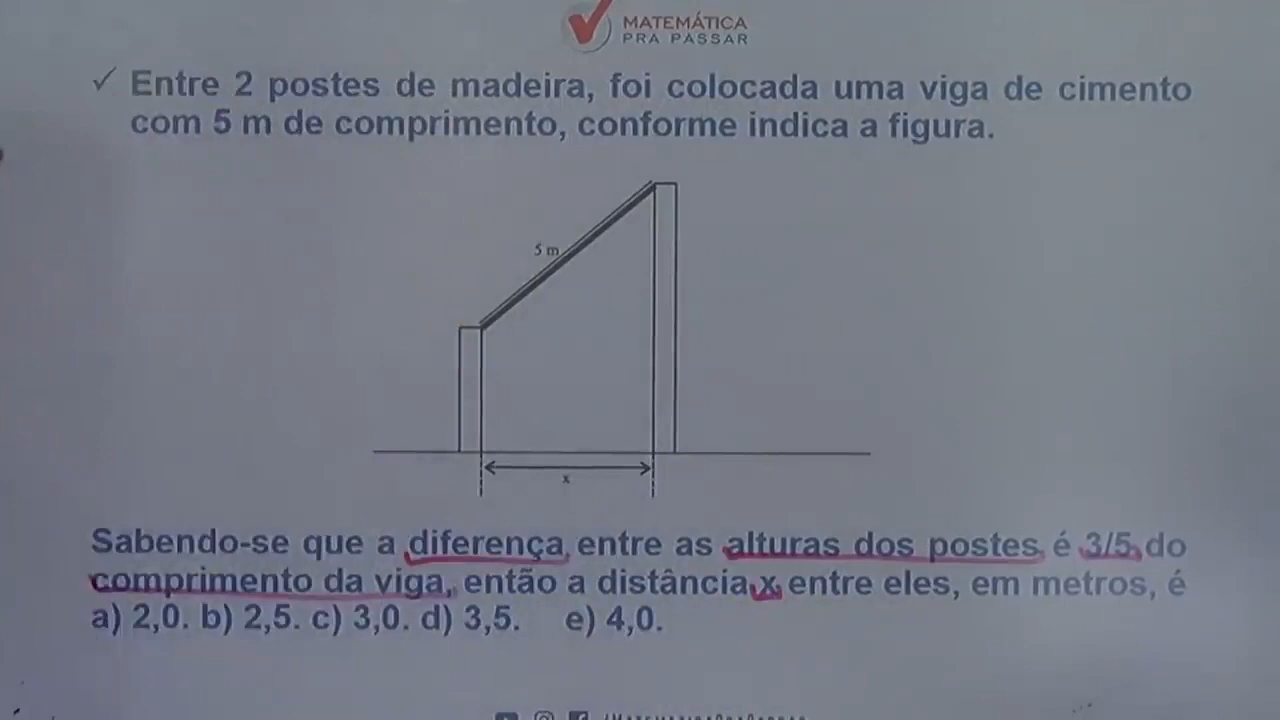 MATEMÁTICA
PRA PASSAR
✓ Entre 2 postes de madeira, foi colocada uma viga de cimento
com 5 m de comprimento, conforme indica a figura.
5 m
x
Sabendo-se que a diferença entre as alturas dos postes é 3/5 do
comprimento da viga, então a distância x entre eles, em metros, é
a) 2,0. b) 2,5. c) 3,0. d) 3,5. e) 4,0.